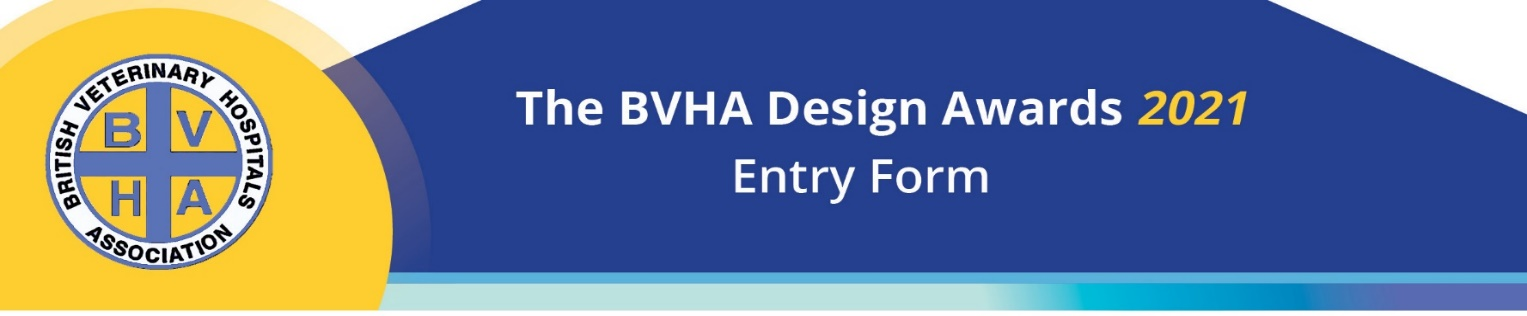 BRITISH VETERINARY HOSPITALS ASSOCIATION
B V
H A
The BVHA Design Awards 2021
Entry Form